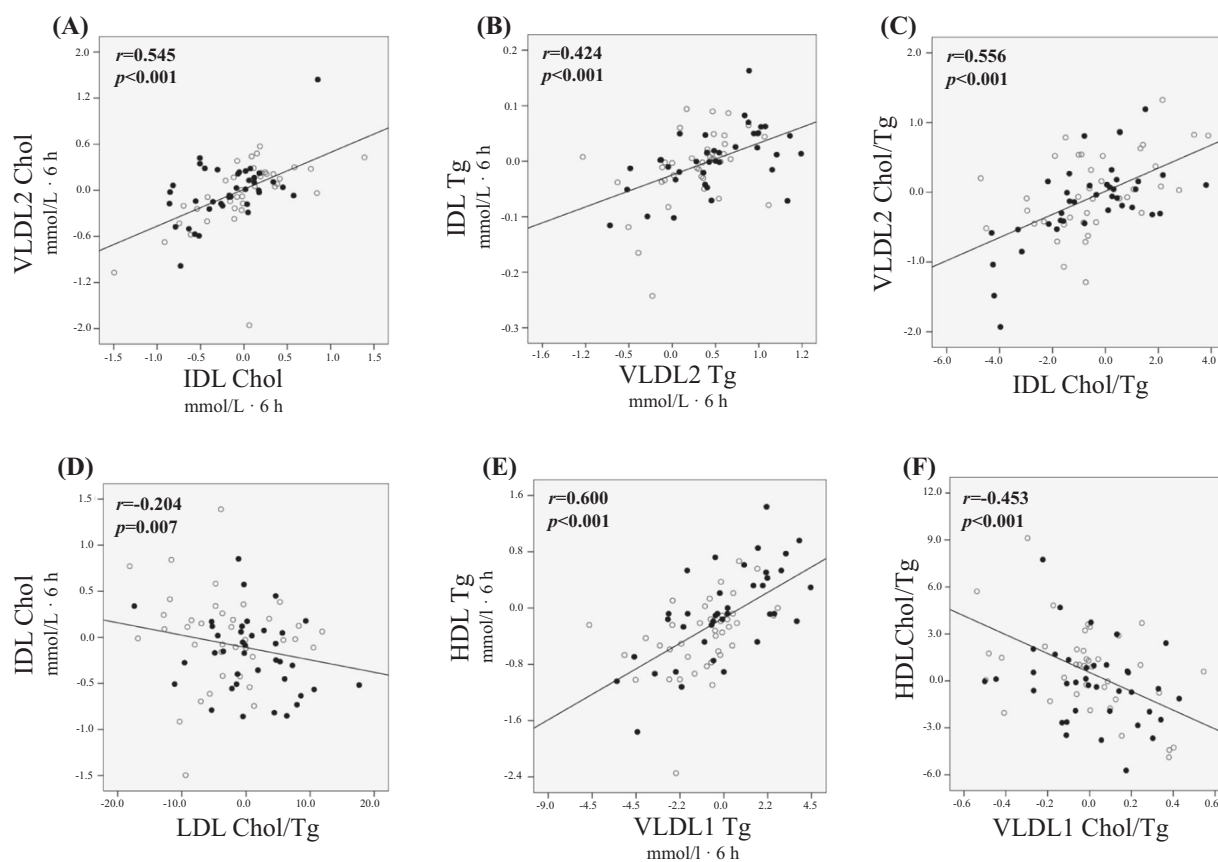 (A)
r=0.545
p<0.001
2.0
1.2
0.6
0.0
-0.6
-1.2
-2.0
VLDL2 Chol
mmol/L · 6 h
-1.5
-1.0
-0.5
0.0
0.5
1.0
1.5
IDL Chol
mmol/L · 6 h
(B)
r=0.424
p<0.001
0.2
0.1
0.0
-0.1
-0.2
-0.3
IDL Tg
mmol/L · 6 h
-1.6
-1.2
-0.5
0.0
0.5
1.0
1.2
VLDL2 Tg
mmol/L · 6 h
(C)
r=0.556
p<0.001
2.0
1.0
0.0
-1.0
-2.0
VLDL2 Chol/Tg
-6.0
-4.0
-2.0
0.0
2.0
4.0
IDL Chol/Tg
(D)
r=-0.204
p=0.007
1.5
1.0
0.5
0.0
-0.5
-1.0
-1.5
IDL Chol
mmol/L · 6 h
-20.0
-10.0
0.0
10.0
20.0
LDL Chol/Tg
(E)
r=0.600
p<0.001
1.6
0.8
0.0
-0.8
-1.6
-2.4
HDL Tg
mmol/l · 6 h
-9.0
-4.5
-4.5
-2.2
0.0
2.2
4.5
VLDL1 Tg
mmol/l · 6 h
(F)
r=-0.453
p<0.001
12.0
9.0
6.0
3.0
0.0
-3.0
-6.0
HDLChol/Tg
-0.6
-0.4
-0.2
0.0
0.2
0.4
0.6
VLDL1 Chol/Tg